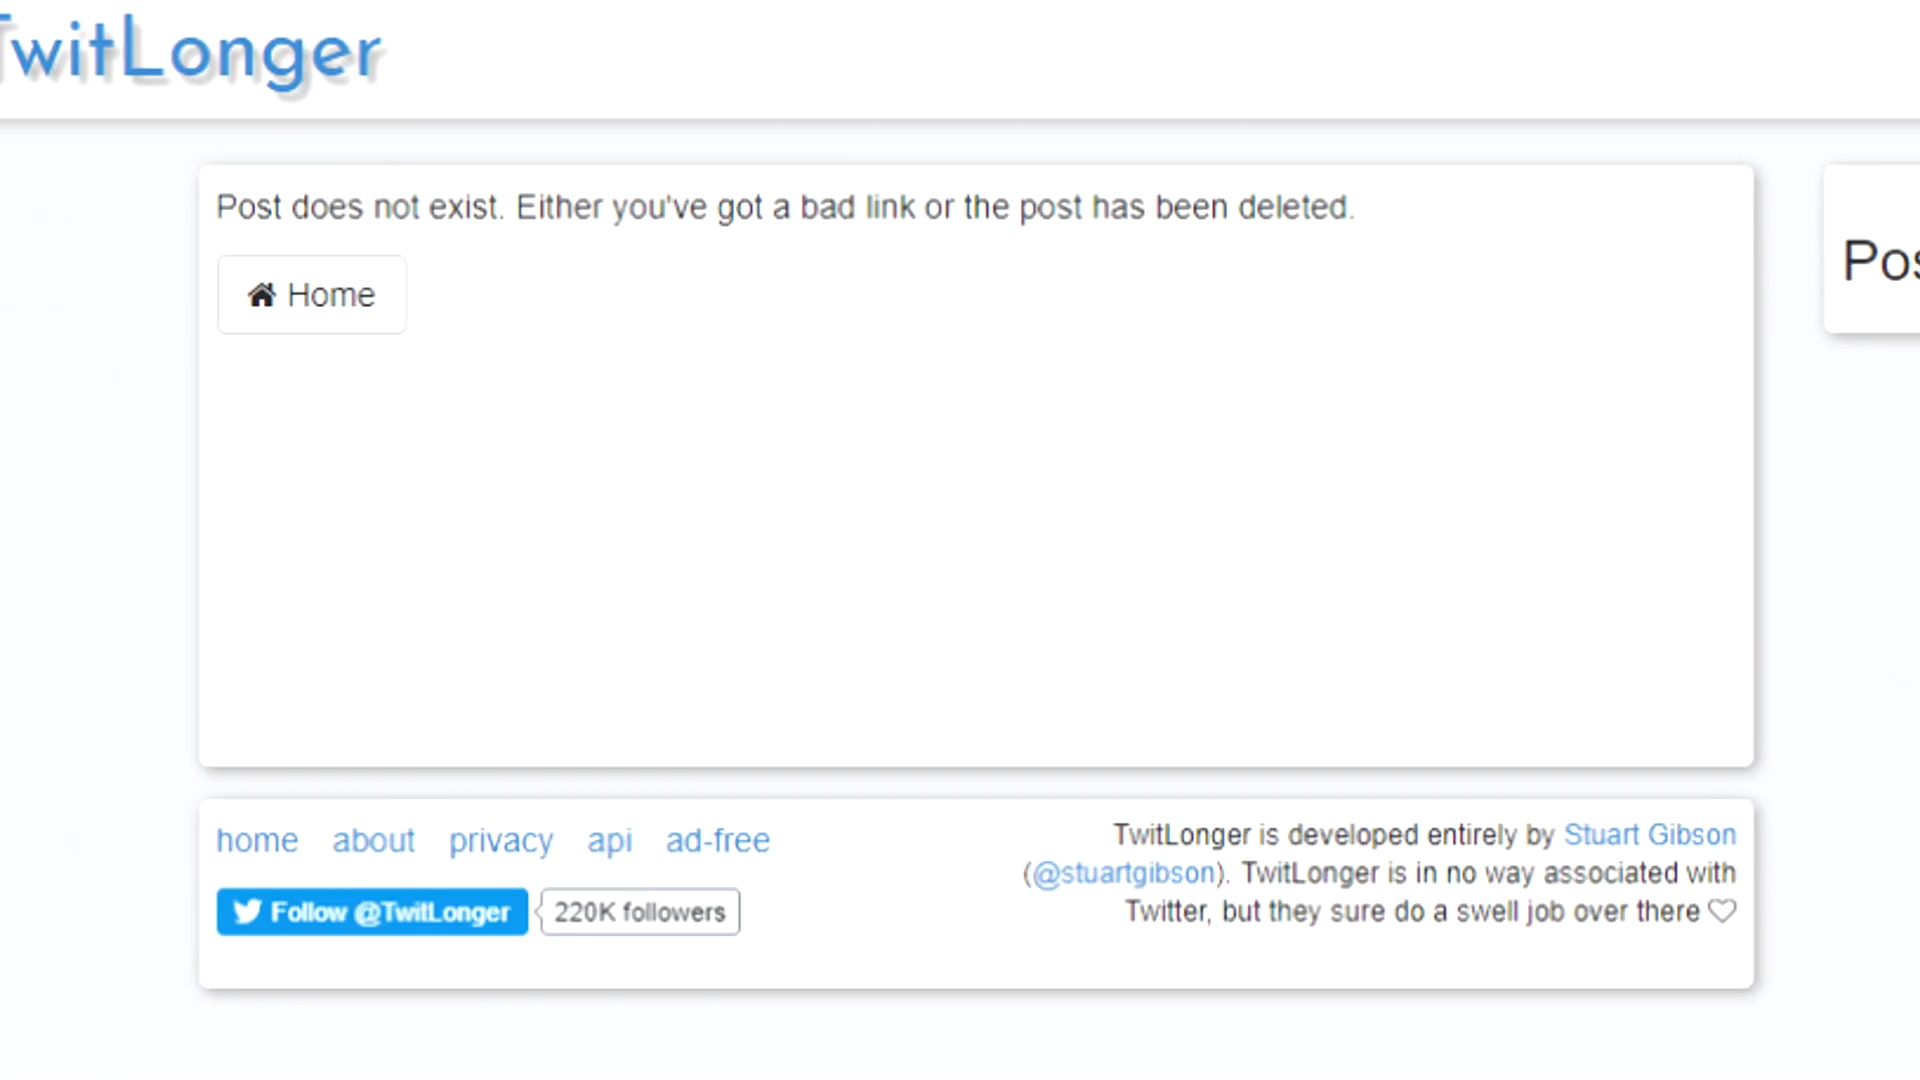 TwitLonger
Post does not exist. Either you've got a bad link or the post has been deleted.
Home
home about privacy api ad-free
Follow @TwitLonger 220K followers
TwitLonger is developed entirely by Stuart Gibson
(@stuartgibson). TwitLonger is in no way associated with
Twitter, but they sure do a swell job over there ♡